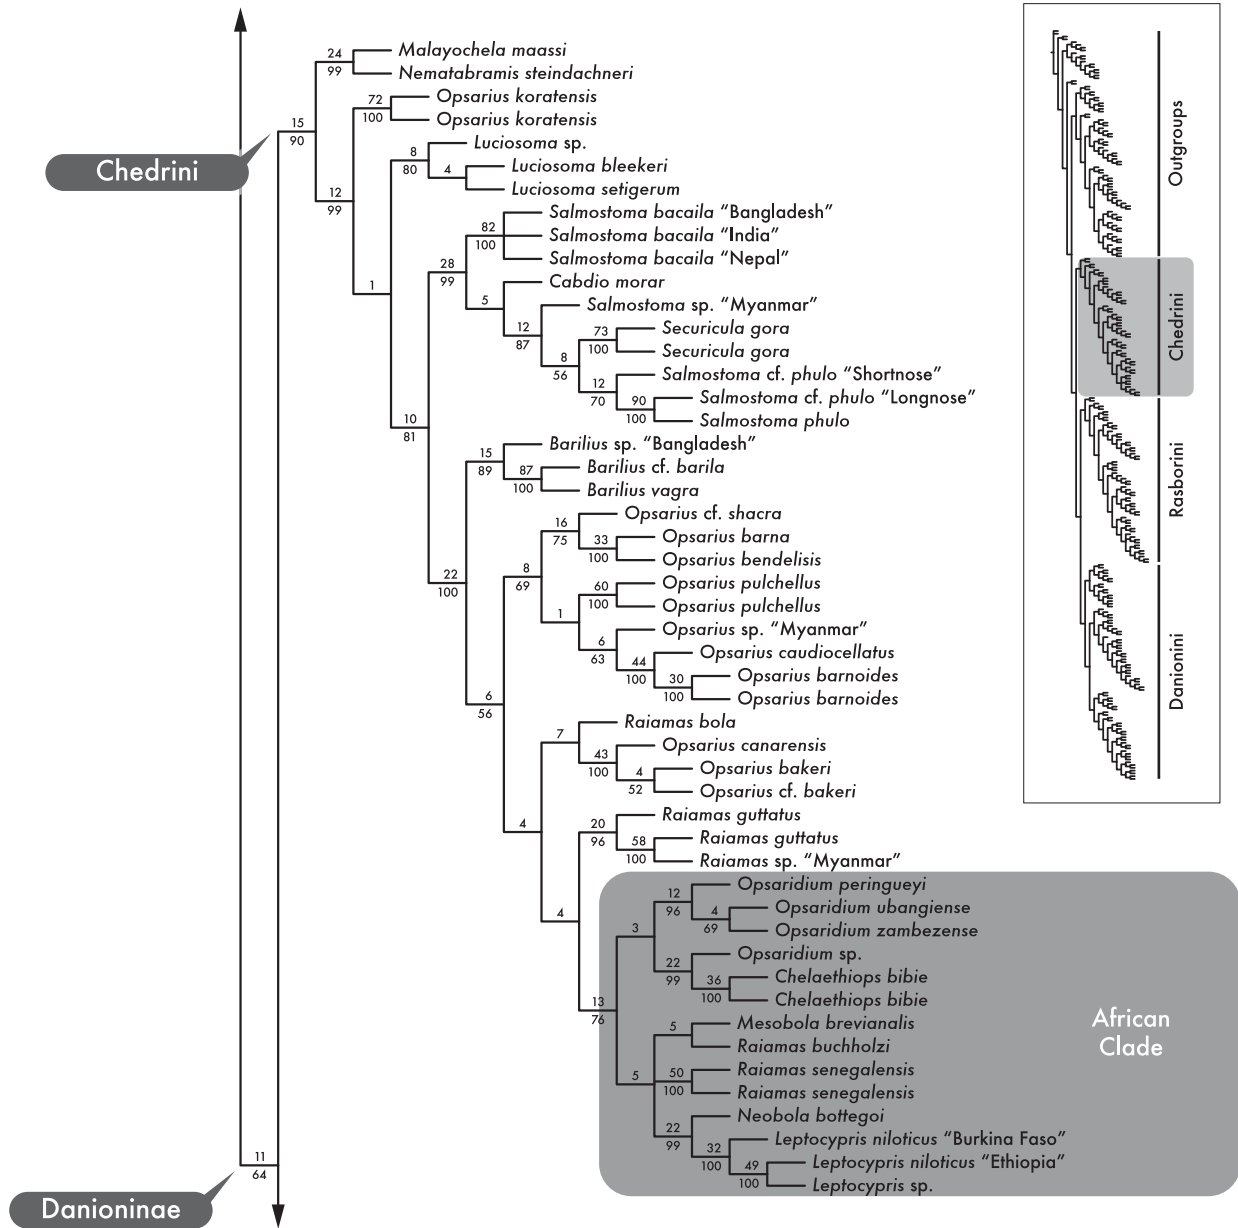 24
99
Malayochela maassi
Nematabramis steindachneri
72
100
Opsarius koratensis
Opsarius koratensis
15
90
Chedrini
8
80
Luciosoma sp.
4
Luciosoma bleekeri
Luciosoma setigerum
12
99
82
100
Salmostoma bacaila “Bangladesh”
Salmostoma bacaila “India”
Salmostoma bacaila “Nepal”
28
99
1
5
Cabdio morar
12
87
Salmostoma sp. “Myanmar”
73
100
Securicula gora
Securicula gora
8
56
12
70
Salmostoma cf. phulo “Shortnose”
90
100
Salmostoma cf. phulo “Longnose”
Salmostoma phulo
10
81
15
89
Barilius sp. “Bangladesh”
87
100
Barilius cf. barila
Barilius vagra
16
75
Opsarius cf. shacra
33
100
Opsarius barna
Opsarius bendelisis
22
100
8
69
60
100
Opsarius pulchellus
Opsarius pulchellus
1
6
63
Opsarius sp. “Myanmar”
44
100
Opsarius caudiocellatus
30
100
Opsarius barnoides
Opsarius barnoides
6
56
7
Raiamas bola
43
100
Opsarius canarensis
4
52
Opsarius bakeri
Opsarius cf. bakeri
4
20
96
Raiamas guttatus
58
100
Raiamas guttatus
Raiamas sp. “Myanmar”
4
12
96
Opsaridium peringueyi
4
69
Opsaridium ubangiense
Opsaridium zambezense
3
22
99
Opsaridium sp.
36
100
Chelaethiops bibie
Chelaethiops bibie
13
76
5
Mesobola brevianalis
Raiamas buchholzi
5
50
100
Raiamas senegalensis
Raiamas senegalensis
22
99
Neobola bottegoi
32
100
Leptocypris niloticus “Burkina Faso”
49
100
Leptocypris niloticus “Ethiopia”
Leptocypris sp.
African
Clade
11
64
Danioninae
Outgroups
Chedrini
Rasborini
Danionini